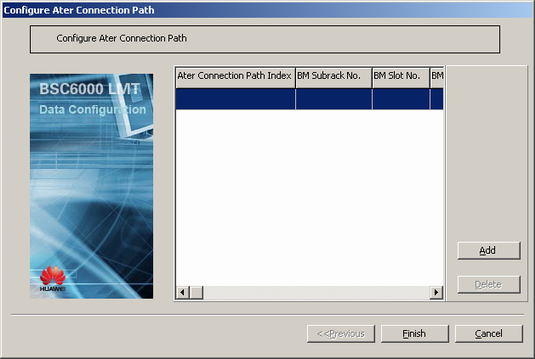 Configure Ater Connection Path
Configure Ater Connection Path
BSC6000 LMT
Data Configuration
HUAWEI
Ater Connection Path Index BM Subrack No. BM Slot No. BM
Add
Delete
<<Previous Finish Cancel